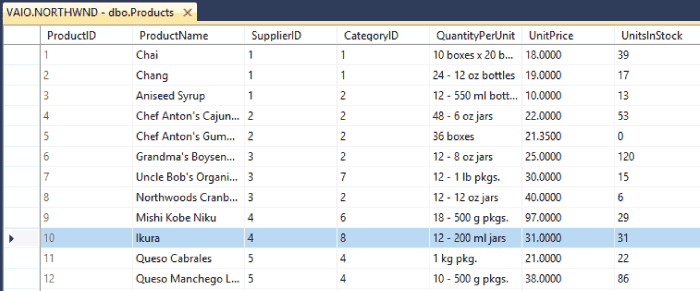 VAIO.NORTHWND - dbo.Products
ProductID ProductName SupplierID CategoryID QuantityPerUnit UnitPrice UnitsInStock
1 Chai 1 1 10 boxes x 20 b... 18.0000 39
2 Chang 1 1 24 - 12 oz bottles 19.0000 17
3 Aniseed Syrup 1 2 12 - 550 ml bott... 10.0000 13
4 Chef Anton's Cajun... 2 2 48 - 6 oz jars 22.0000 53
5 Chef Anton's Gum... 2 2 36 boxes 21.3500 0
6 Grandma's Boysen... 3 2 12 - 8 oz jars 25.0000 120
7 Uncle Bob's Organi... 3 7 12 - 1 lb pkgs. 30.0000 15
8 Northwoods Cranb... 3 2 12 - 12 oz jars 40.0000 6
9 Mishi Kobe Niku 4 6 18 - 500 g pkgs. 97.0000 29
10 Ikura 4 8 12 - 200 ml jars 31.0000 31
11 Queso Cabrales 5 4 1 kg pkg. 21.0000 22
12 Queso Manchego L... 5 4 10 - 500 g pkgs. 38.0000 86